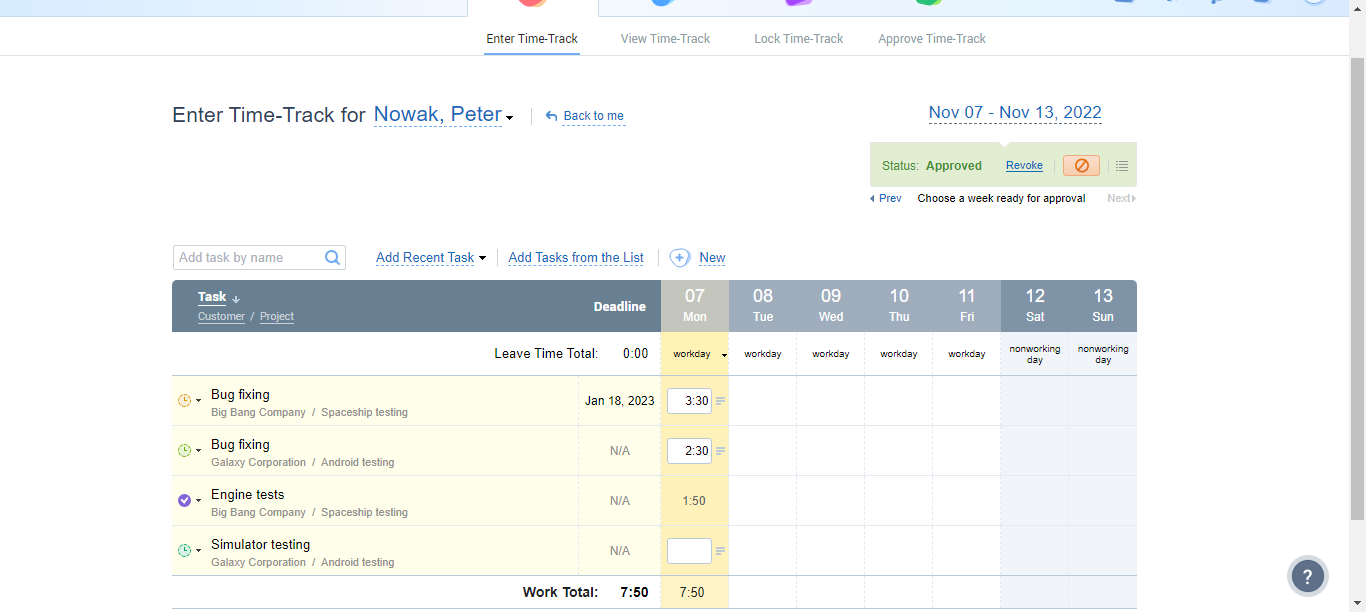 Enter Time-Track View Time-Track Lock Time-Track Approve Time-Track
Enter Time-Track for Nowak, Peter Back to me
Nov 07 - Nov 13, 2022
Status: Approved Revoke
Prev Choose a week ready for approval Next
Add task by name Add Recent Task Add Tasks from the List New
Task Deadline 07 08 09 10 11 12 13
Customer / Project Mon Tue Wed Thu Fri Sat Sun
Leave Time Total: 0:00 workday workday workday workday workday nonworking day nonworking day
Bug fixing Jan 18, 2023 3:30
Big Bang Company / Spaceship testing
Bug fixing N/A 2:30
Galaxy Corporation / Android testing
Engine tests N/A 1:50
Big Bang Company / Spaceship testing
Simulator testing N/A
Galaxy Corporation / Android testing
Work Total: 7:50 7:50
?